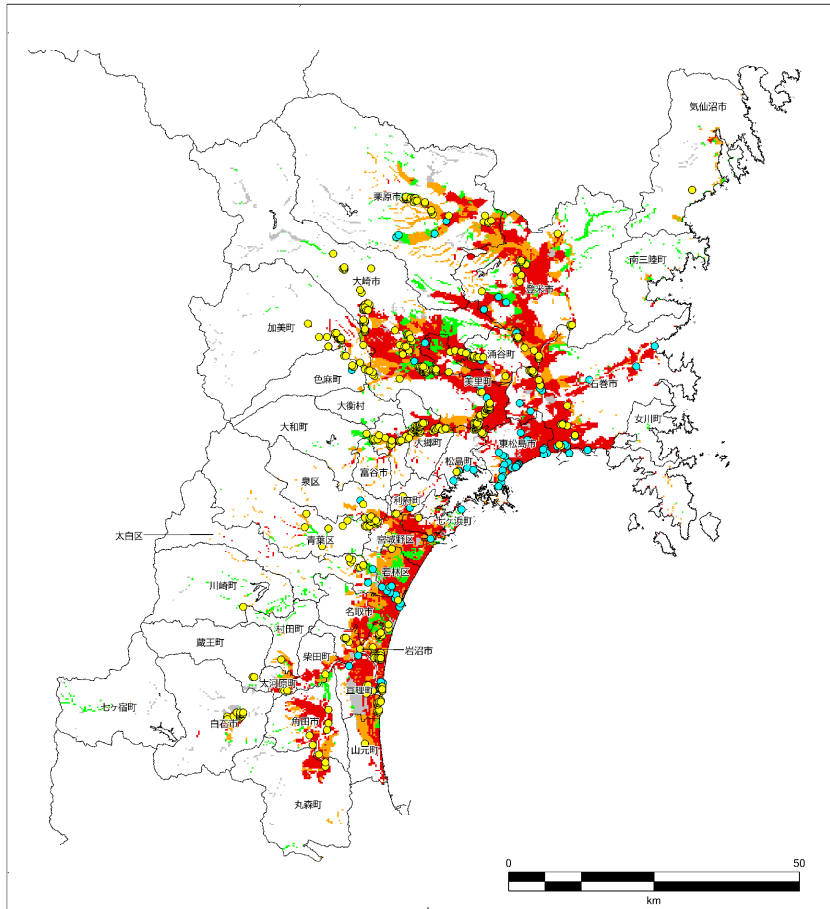 気仙沼市
栗原市
南三陸町
大崎市
登米市
加美町
涌谷町
色麻町
美里町
石巻市
大衡村
女川町
大和町
大郷町
東松島市
松島町
富谷市
泉区
利府町
七ヶ浜町
太白区
青葉区
宮城野区
若林区
川崎町
名取市
村田町
蔵王町
柴田町
岩沼市
大河原町
亘理町
七ヶ宿町
白石市
角田市
山元町
丸森町
0
50
km